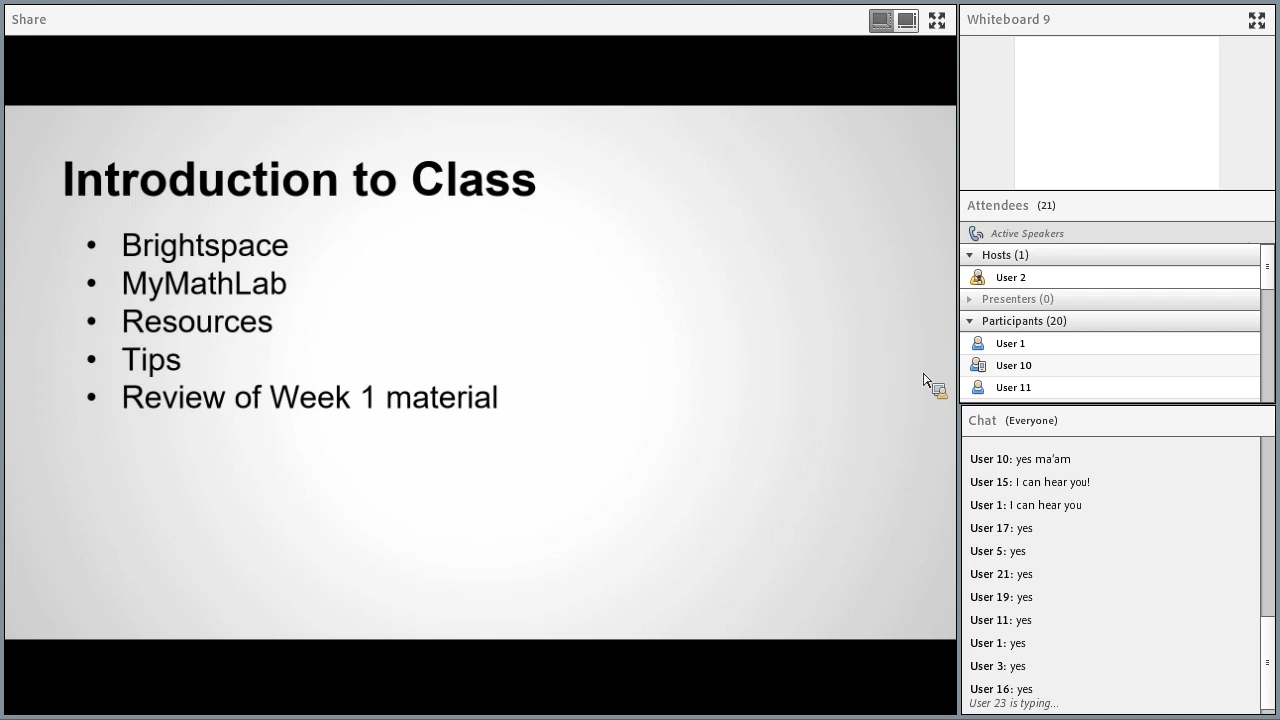 Share
Introduction to Class
• Brightspace
• MyMathLab
• Resources
• Tips
• Review of Week 1 material
Whiteboard 9
Attendees (21)
Active Speakers
Hosts (1)
User 2
Presenters (0)
Participants (20)
User 1
User 10
User 11
Chat (Everyone)
User 10: yes ma'am
User 15: I can hear you!
User 1: I can hear you
User 17: yes
User 5: yes
User 21: yes
User 19: yes
User 11: yes
User 1: yes
User 3: yes
User 16: yes
User 23 is typing...